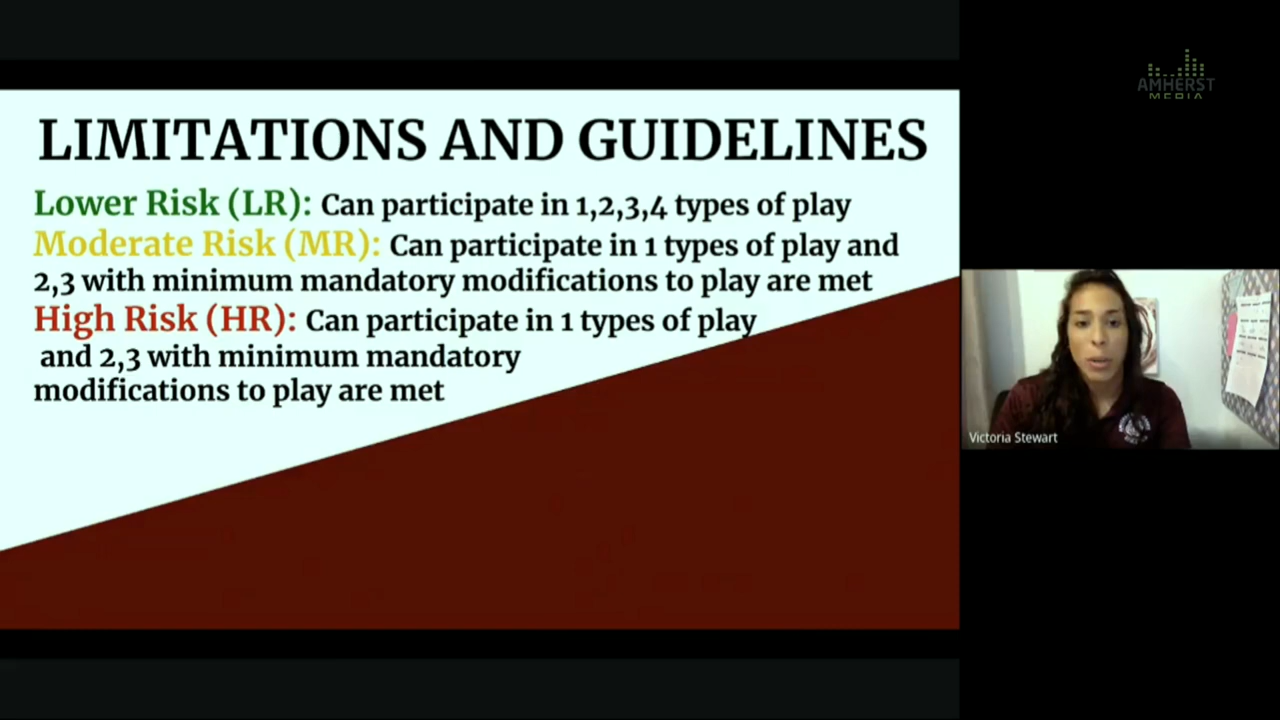 AMHERST
MEDIA
LIMITATIONS AND GUIDELINES
Lower Risk (LR): Can participate in 1,2,3,4 types of play
Moderate Risk (MR): Can participate in 1 types of play and
2,3 with minimum mandatory modifications to play are met
High Risk (HR): Can participate in 1 types of play
and 2,3 with minimum mandatory
modifications to play are met
Victoria Stewart